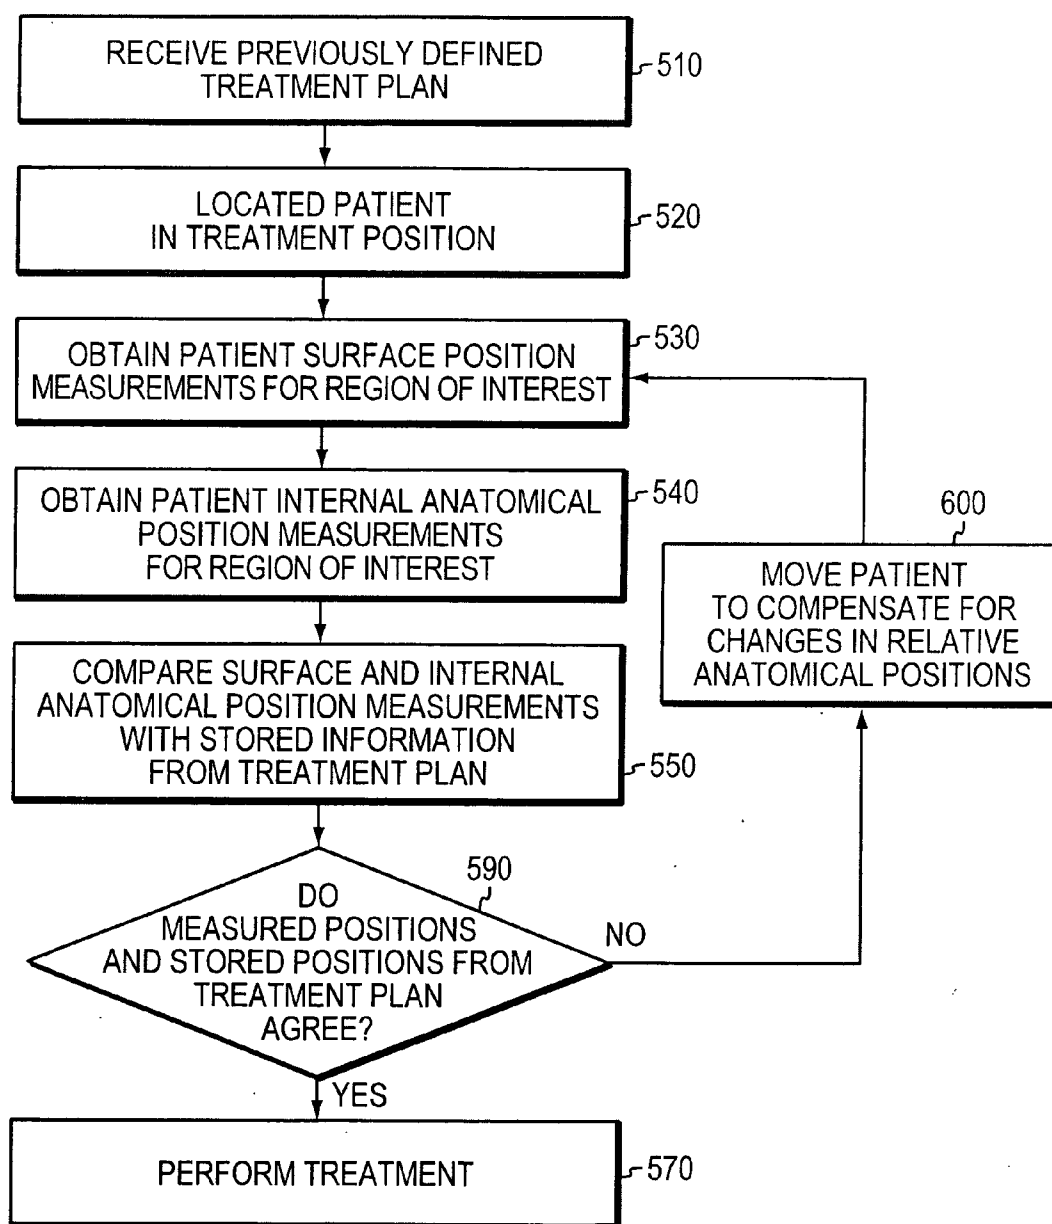 RECEIVE PREVIOUSLY DEFINED
TREATMENT PLAN
510
LOCATED PATIENT
IN TREATMENT POSITION
520
530
OBTAIN PATIENT SURFACE POSITION
MEASUREMENTS FOR REGION OF INTEREST
OBTAIN PATIENT INTERNAL ANATOMICAL
POSITION MEASUREMENTS
FOR REGION OF INTEREST
540
600
MOVE PATIENT
TO COMPENSATE FOR
CHANGES IN RELATIVE
ANATOMICAL POSITIONS
COMPARE SURFACE AND INTERNAL
ANATOMICAL POSITION MEASUREMENTS
WITH STORED INFORMATION
FROM TREATMENT PLAN
550
590
DO
MEASURED POSITIONS
AND STORED POSITIONS FROM
TREATMENT PLAN
AGREE?
NO
YES
PERFORM TREATMENT
570